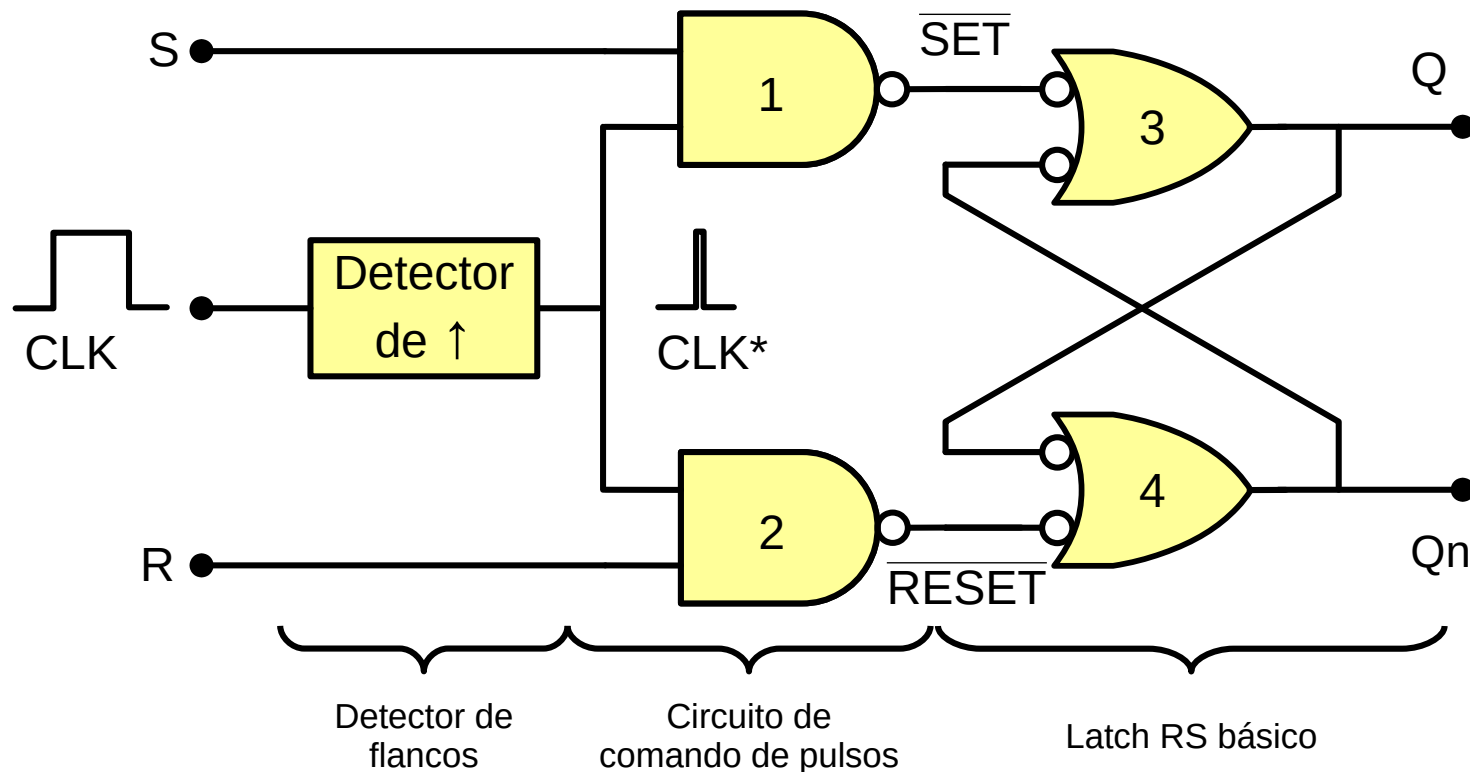 S
1
SET
3
Q
CLK
Detector
de ↑
CLK*
R
2
RESET
4
Qn
Detector de
flancos
Circuito de
comando de pulsos
Latch RS básico